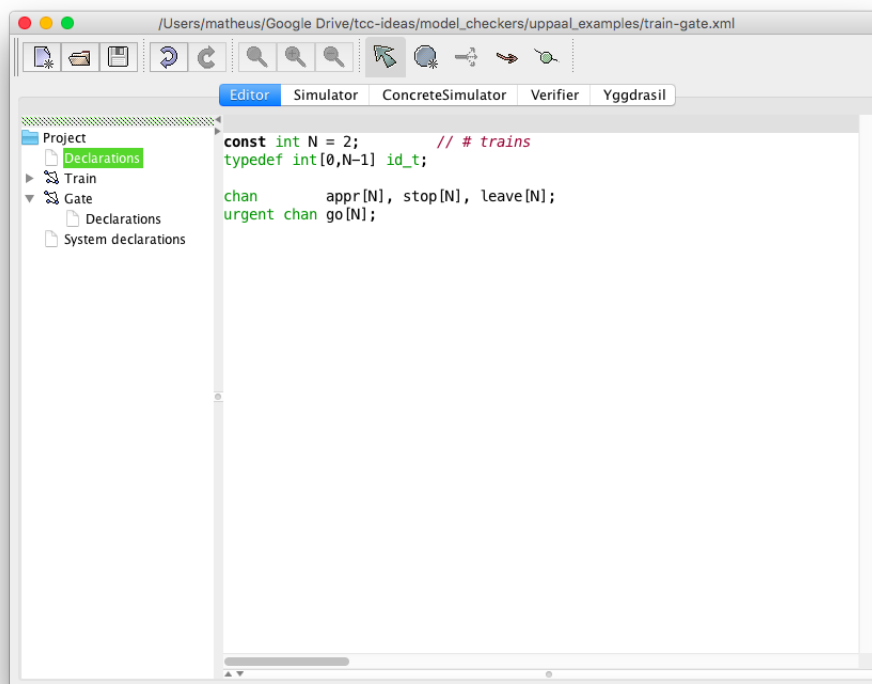 /Users/matheus/Google Drive/tcc-ideas/model_checkers/uppaal_examples/train-gate.xml
Editor Simulator ConcreteSimulator Verifier Yggdrasil
Project
Declarations
Train
Gate
Declarations
System declarations
const int N = 2; // # trains
typedef int[0,N-1] id_t;
chan appr[N], stop[N], leave[N];
urgent chan go[N];